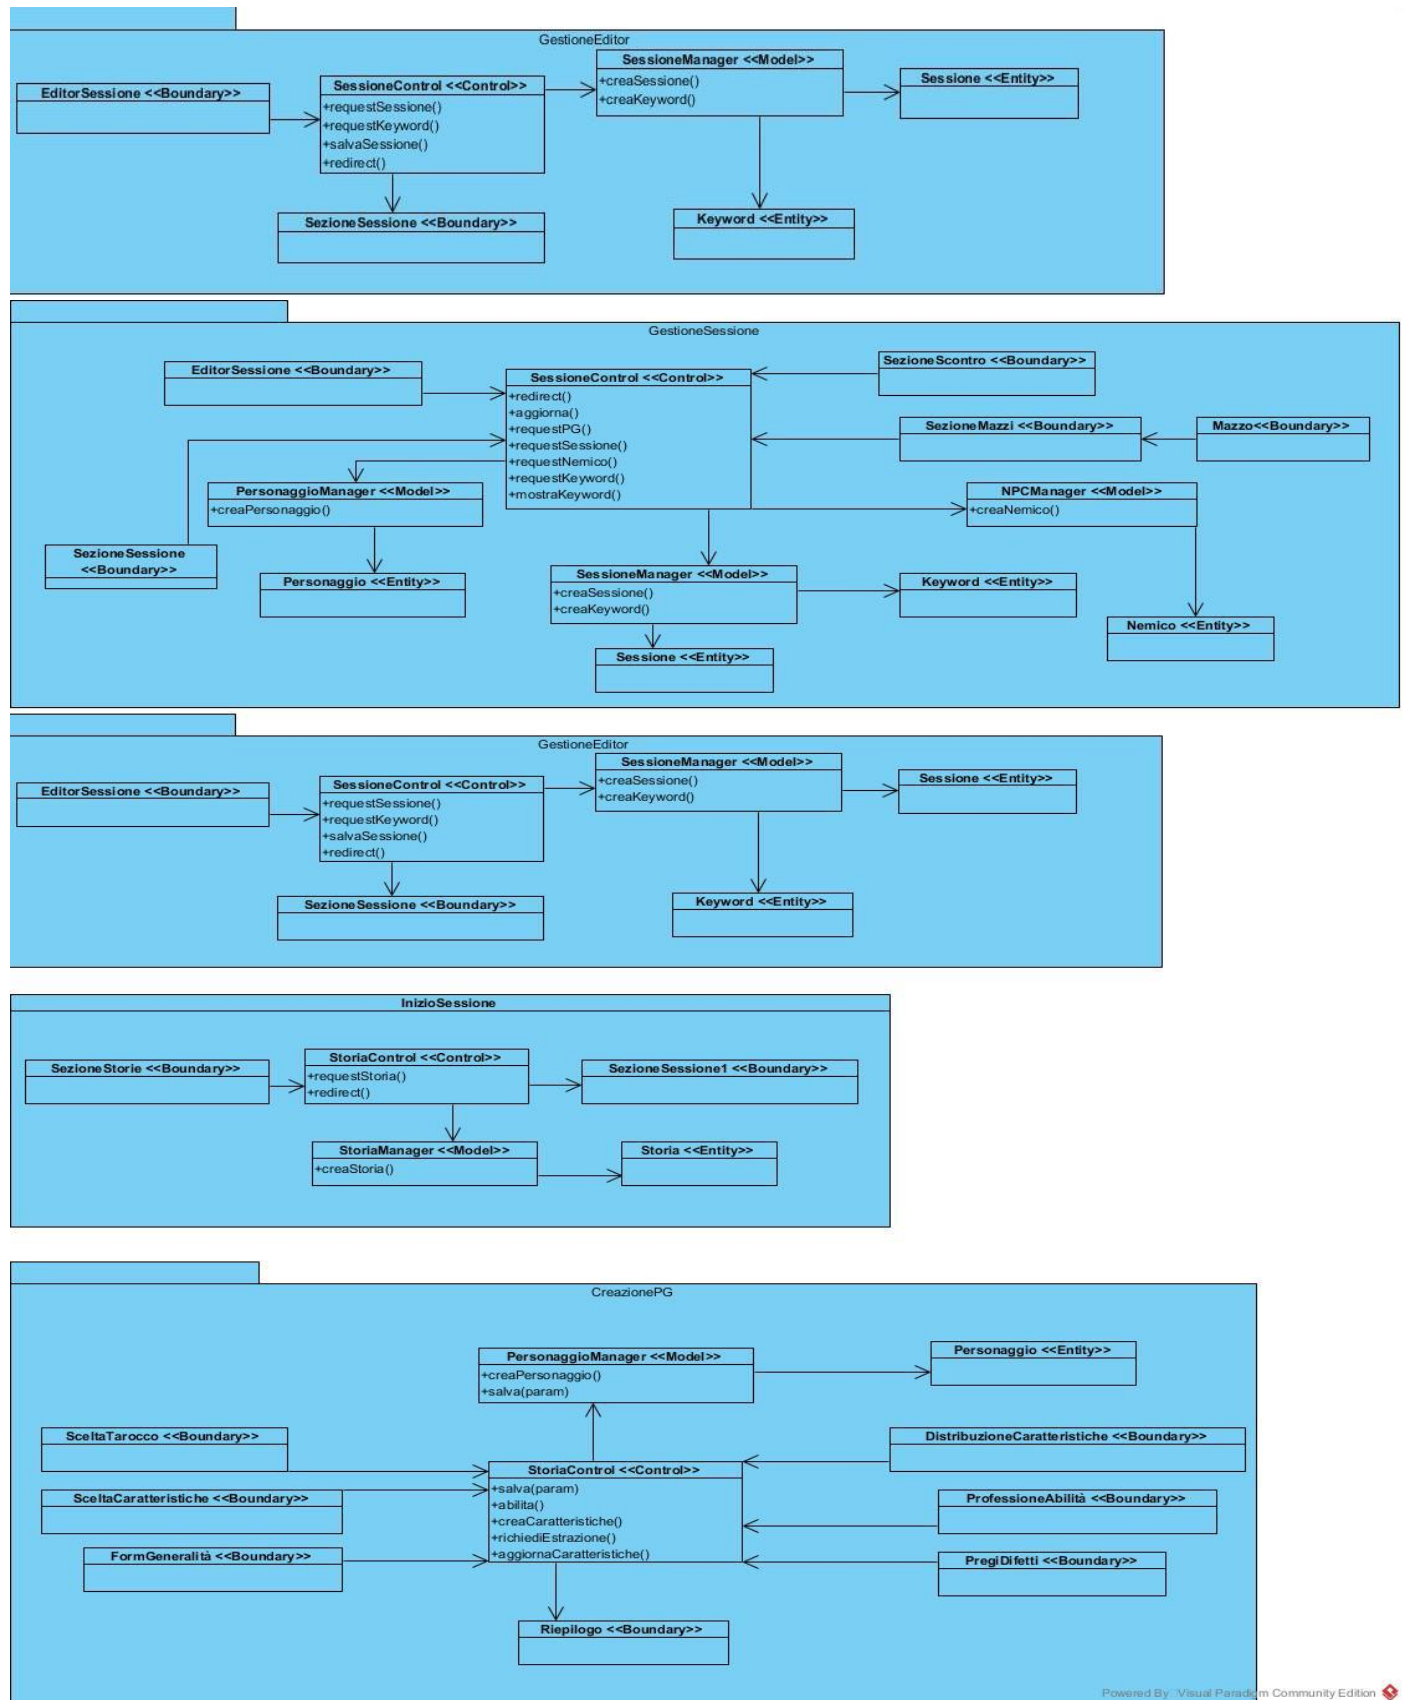 GestioneEditor
EditorSessione <<Boundary>>
SessioneControl <<Control>>
+requestSessione()
+requestKeyword()
+salvaSessione()
+redirect()
SessioneManager <<Model>>
+creaSessione()
+creaKeyword()
Sessione <<Entity>>
SezioneSessione <<Boundary>>
Keyword <<Entity>>
GestioneSessione
EditorSessione <<Boundary>>
SessioneControl <<Control>>
+redirect()
+aggiorna()
+requestPG()
+requestSessione()
+requestNemico()
+requestKeyword()
+mostraKeyword()
SezioneScontro <<Boundary>>
SezioneMazzi <<Boundary>>
Mazzo<<Boundary>>
PersonaggioManager <<Model>>
+creaPersonaggio()
NPCManager <<Model>>
+creaNemico()
SezioneSessione
<<Boundary>>
Personaggio <<Entity>>
SessioneManager <<Model>>
+creaSessione()
+creaKeyword()
Keyword <<Entity>>
Nemico <<Entity>>
Sessione <<Entity>>
GestioneEditor
EditorSessione <<Boundary>>
SessioneControl <<Control>>
+requestSessione()
+requestKeyword()
+salvaSessione()
+redirect()
SessioneManager <<Model>>
+creaSessione()
+creaKeyword()
Sessione <<Entity>>
SezioneSessione <<Boundary>>
Keyword <<Entity>>
InizioSessione
SezioneStorie <<Boundary>>
StoriaControl <<Control>>
+requestStoria()
+redirect()
SezioneSessione1 <<Boundary>>
StoriaManager <<Model>>
+creaStoria()
Storia <<Entity>>
CreazionePG
PersonaggioManager <<Model>>
+creaPersonaggio()
+salva(param)
Personaggio <<Entity>>
SceltaTarocco <<Boundary>>
SceltaCaratteristiche <<Boundary>>
FormGeneralità <<Boundary>>
StoriaControl <<Control>>
+salva(param)
+abilita()
+creaCaratteristiche()
+richiediEstrazione()
+aggiornaCaratteristiche()
DistribuzioneCaratteristiche <<Boundary>>
ProfessioneAbilità <<Boundary>>
PregiDifetti <<Boundary>>
Riepilogo <<Boundary>>
Powered By Visual Paradigm Community Edition